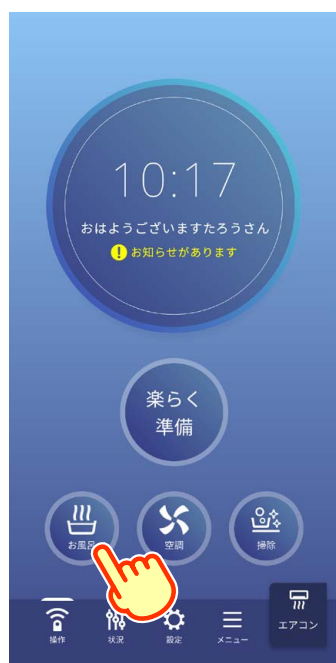 10:17
おはようございますたろうさん
! お知らせがあります
楽らく
準備
お風呂
空調
掃除
操作
状況
設定
メニュー
エアコン